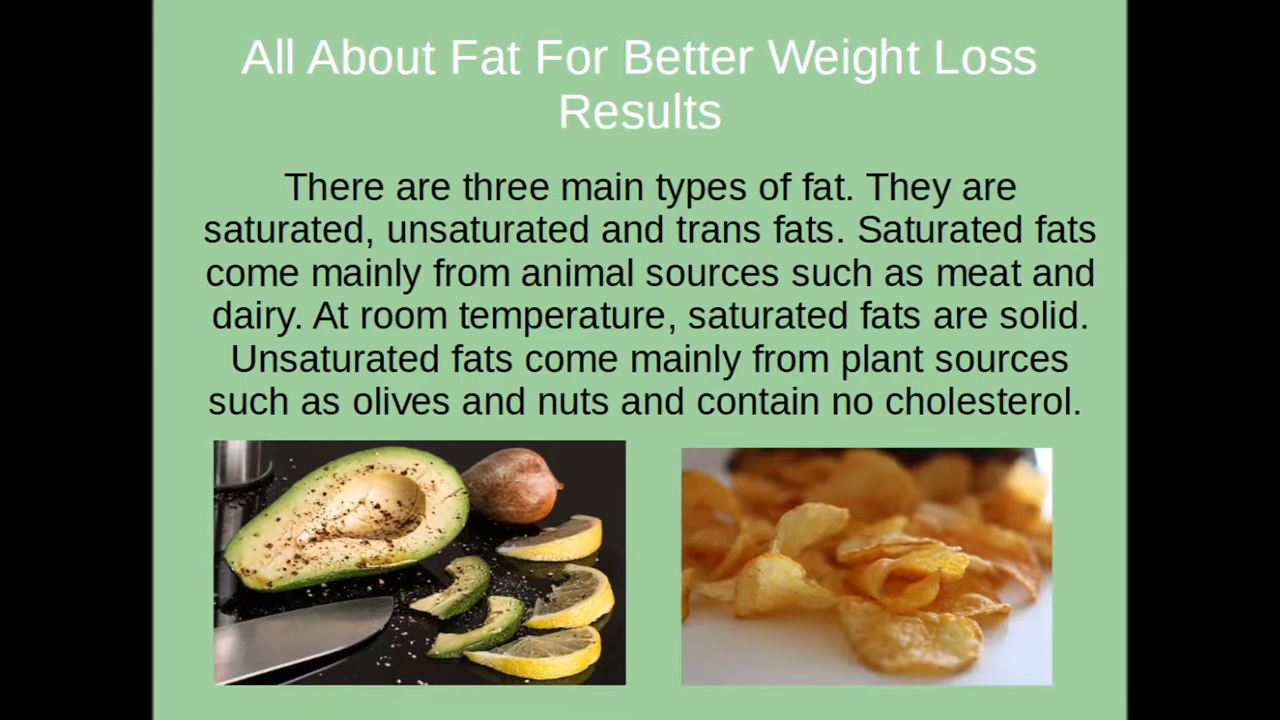 All About Fat For Better Weight Loss
Results
There are three main types of fat. They are
saturated, unsaturated and trans fats. Saturated fats
come mainly from animal sources such as meat and
dairy. At room temperature, saturated fats are solid.
Unsaturated fats come mainly from plant sources
such as olives and nuts and contain no cholesterol.